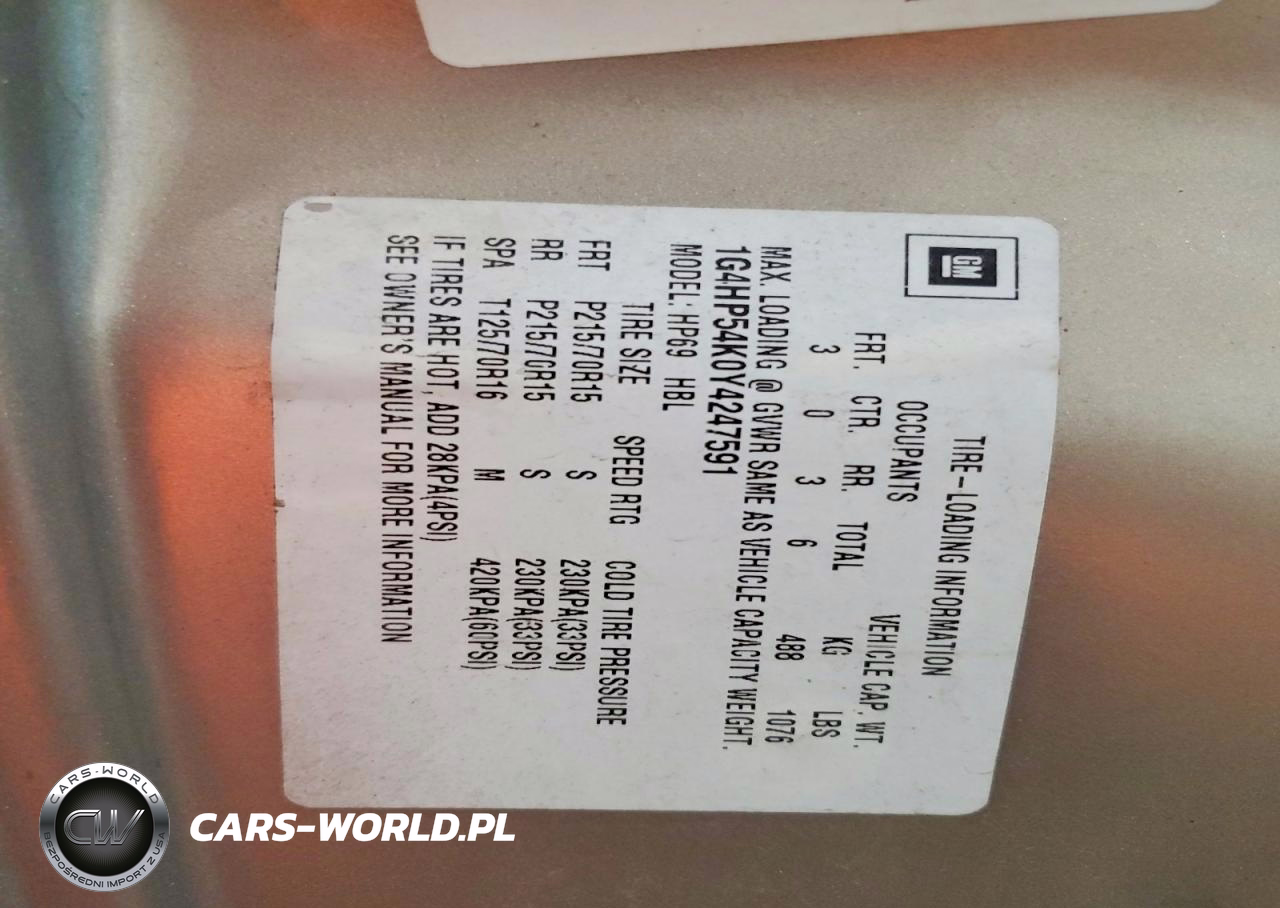 GM
TIRE-LOADING INFORMATION
OCCUPANTS VEHICLE CAP. WT.
FRT. CTR. RR. TOTAL KG LBS
3 0 3 6 488 1076
MAX. LOADING @ GVWR SAME AS VEHICLE CAPACITY WEIGHT.
1G4HP54K0Y4247591
MODEL: HP69 HBL
TIRE SIZE SPEED RTG COLD TIRE PRESSURE
FRT P215/70R15 S 230KPA(33PSI)
RR P215/70R15 S 230KPA(33PSI)
SPA T125/70R16 M 420KPA(60PSI)
IF TIRES ARE HOT, ADD 28KPA(4PSI)
SEE OWNER'S MANUAL FOR MORE INFORMATION
CARS-WORLD
CW
BEZPOŚREDNI IMPORT Z USA
CARS-WORLD.PL